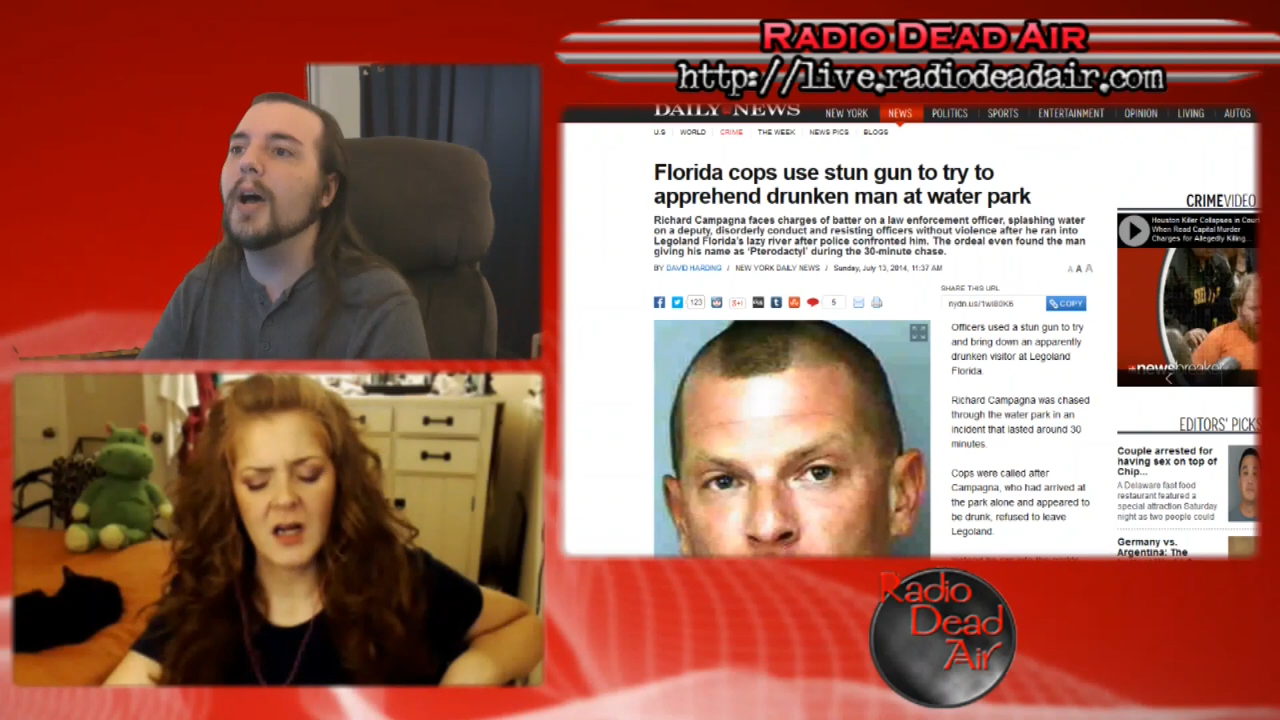 RADIO DEAD AIR
http://live.radiodeadair.com
DAILY NEWS
NEW YORK NEWS POLITICS SPORTS ENTERTAINMENT OPINION LIVING AUTOS
U.S WORLD CRIME THE WEEK NEWS PICS BLOGS
Florida cops use stun gun to try to
apprehend drunken man at water park
Richard Campagna faces charges of batter on a law enforcement officer, splashing water
on a deputy, disorderly conduct and resisting officers without violence after he ran into
Legoland Florida's lazy river after police confronted him. The ordeal even found the man
giving his name as 'Pterodactyl' during the 30-minute chase.
BY DAVID HARDING / NEW YORK DAILY NEWS / Sunday, July 13, 2014, 11:37 AM
A A A
123
5
SHARE THIS URL
COPY
Officers used a stun gun to try
and bring down an apparently
drunken visitor at Legoland
Florida.
Richard Campagna was chased
through the water park in an
incident that lasted around 30
minutes.
Cops were called after
Campagna, who had arrived at
the park alone and appeared to
be drunk, refused to leave
Legoland.
CRIMEVIDEO
Houston Killer Collapses in Court
When Read Capital Murder
Charges for Allegedly Killing...
newsbreaker
EDITORS' PICKS
Couple arrested for
having sex on top of
Chip...
A Delaware fast food
restaurant featured a
special attraction Saturday
night as two people could
Germany vs.
Argentina: The
Radio
Dead
Air